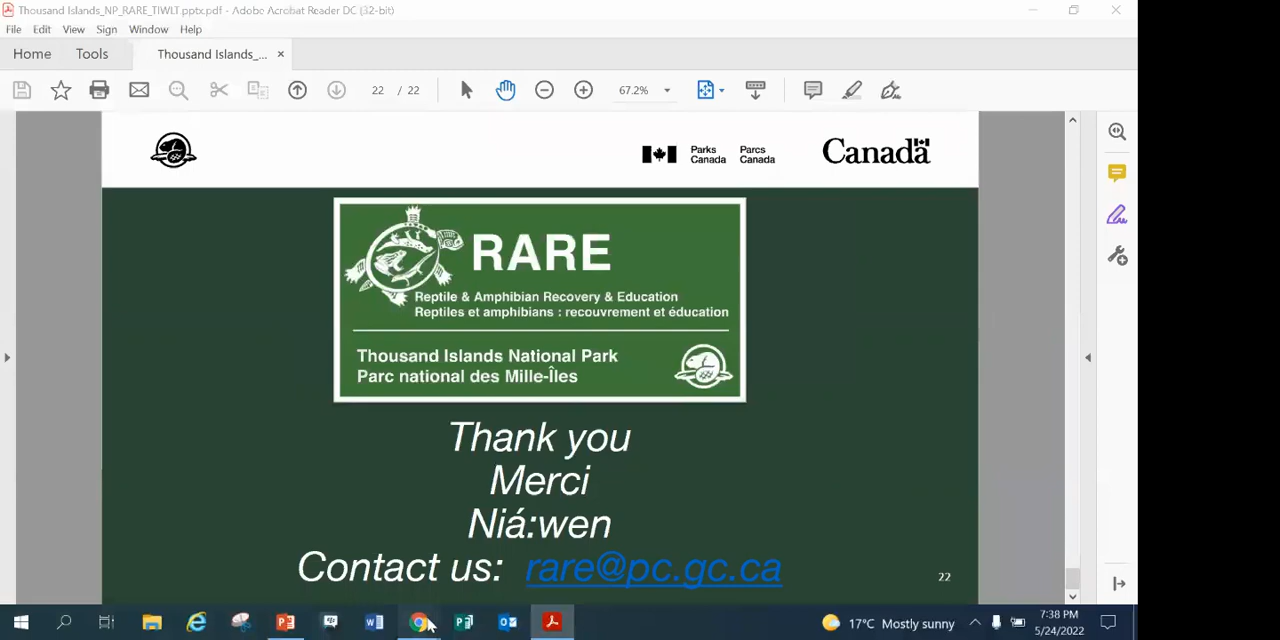 Thousand Islands_NP_RARE_TIWLT.pptx.pdf - Adobe Acrobat Reader DC (32-bit)
File Edit View Sign Window Help
Home Tools Thousand Islands_... ×
22 / 22 67.2%
Parks Canada Parcs Canada
Canada
RARE
Reptile & Amphibian Recovery & Education
Reptiles et amphibians : recouvrement et éducation
Thousand Islands National Park
Parc national des Mille-Îles
Thank you
Merci
Niá:wen
Contact us: rare@pc.gc.ca
22
17°C Mostly sunny
7:38 PM
5/24/2022